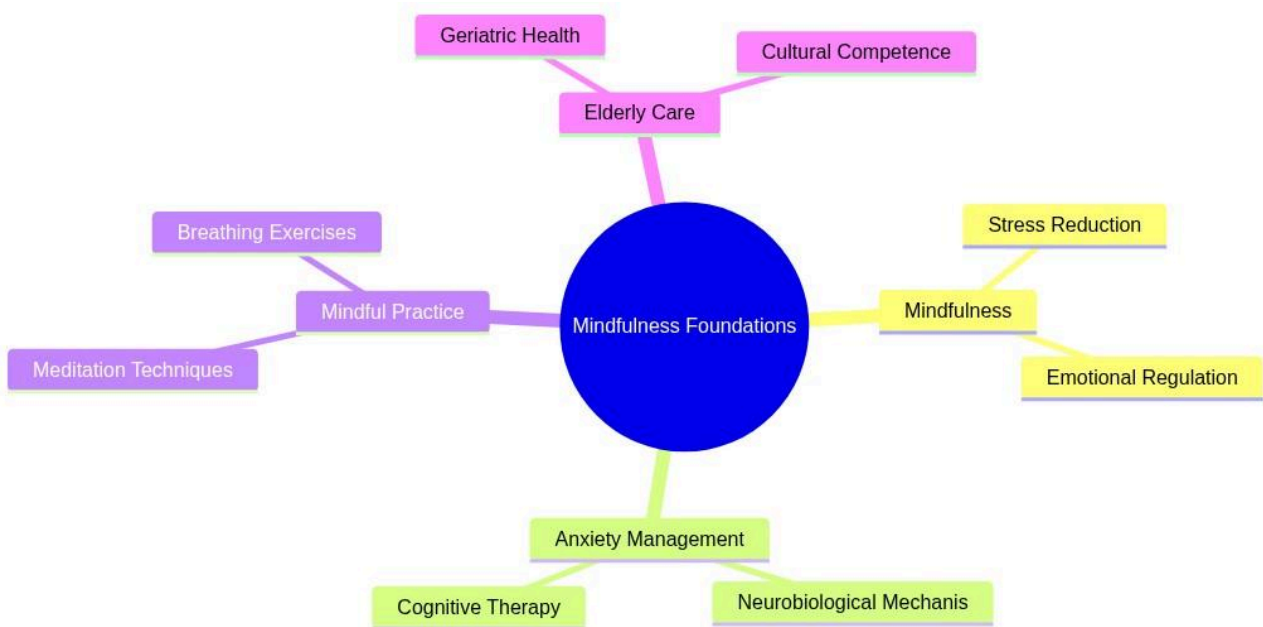 Geriatric Health
Cultural Competence
Elderly Care
Breathing Exercises
Stress Reduction
Mindful Practice
Mindfulness Foundations
Mindfulness
Meditation Techniques
Emotional Regulation
Anxiety Management
Cognitive Therapy
Neurobiological Mechanis